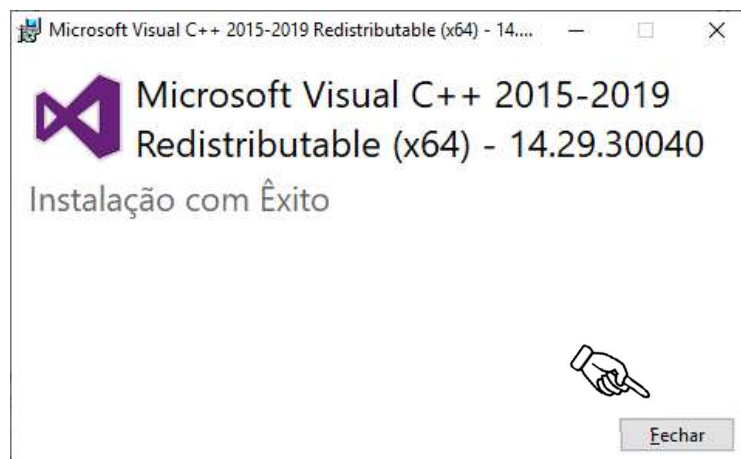 Microsoft Visual C++ 2015-2019 Redistributable (x64) - 14....
Microsoft Visual C++ 2015-2019
Redistributable (x64) - 14.29.30040
Instalação com Êxito
Fechar